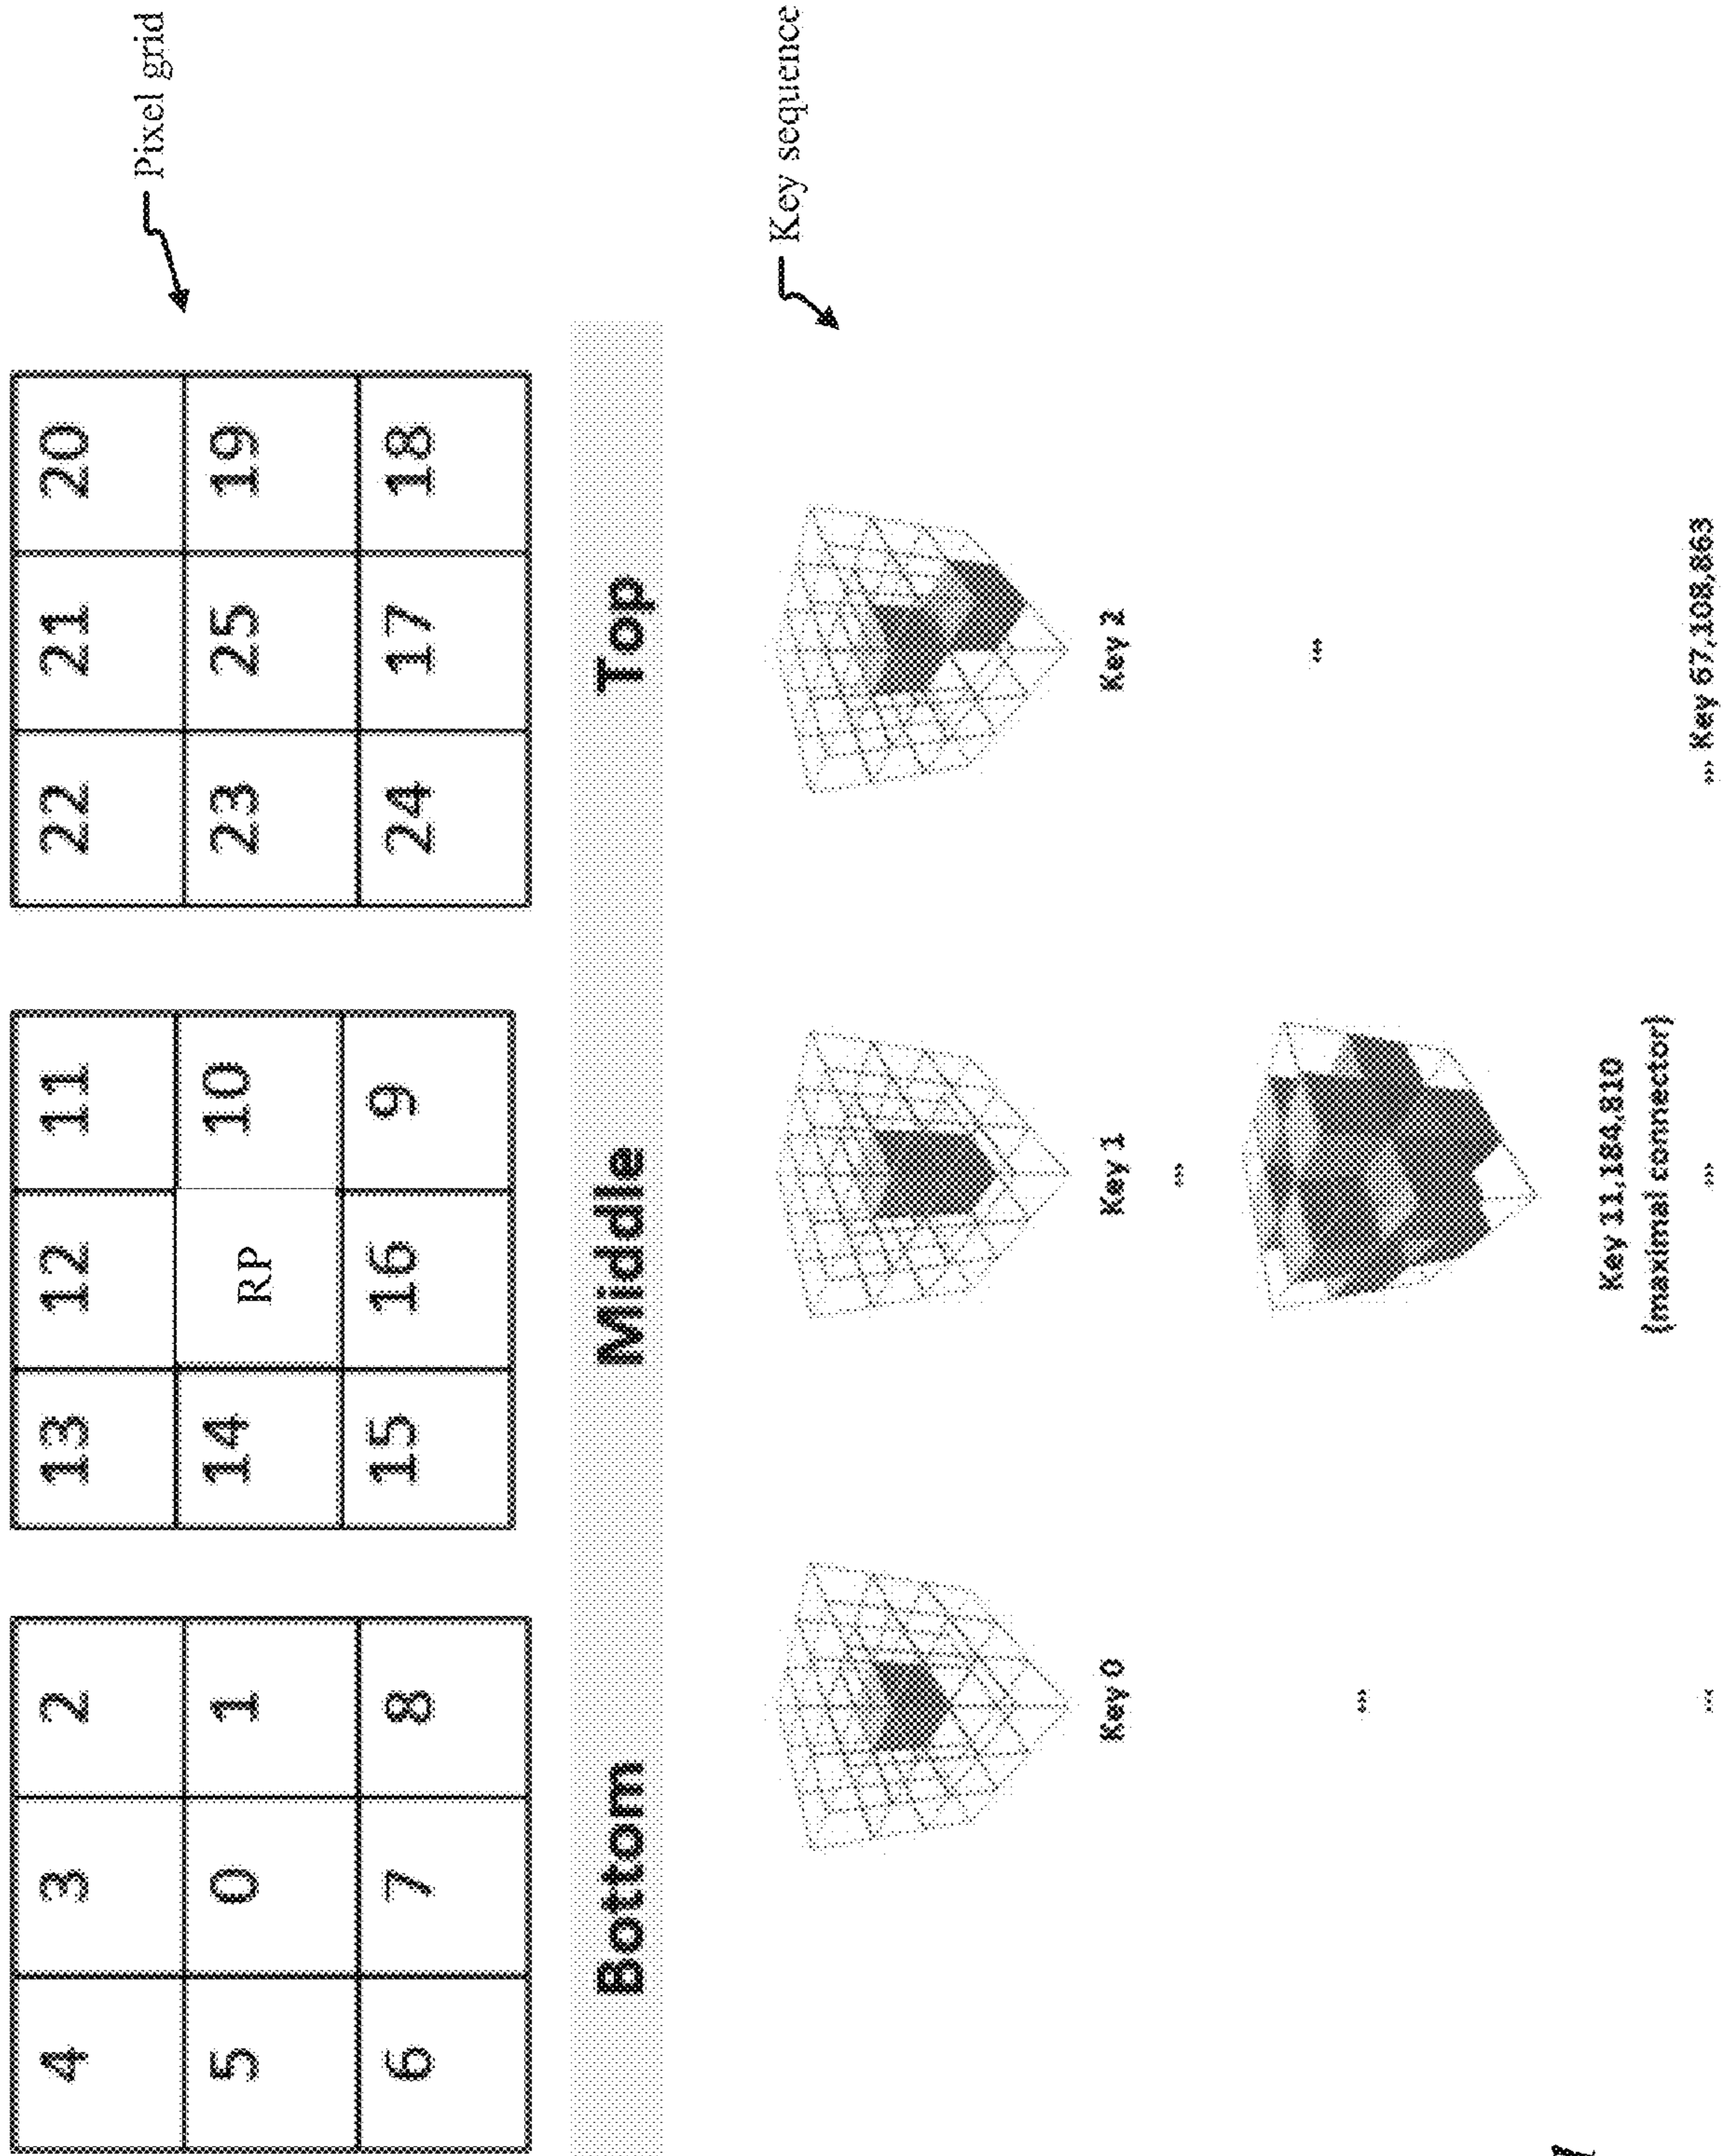 4 3 2
5 0 1
6 7 8
13 12 11
14 RP 10
15 16 9
22 21 20
23 25 19
24 17 18
Pixel grid
Bottom Middle Top
Key sequence
Key 0 Key 1 Key 2
... ... ...
Key 11,184,810
{maximal connector}
... ... ... Key 67,108,863